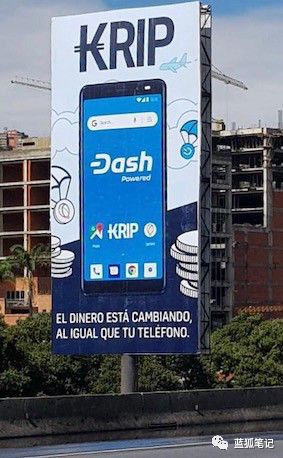 KRIP
Dash
Powered
KRIP
EL DINERO ESTÁ CAMBIANDO,
AL IGUAL QUE TU TELÉFONO.
蓝狐笔记